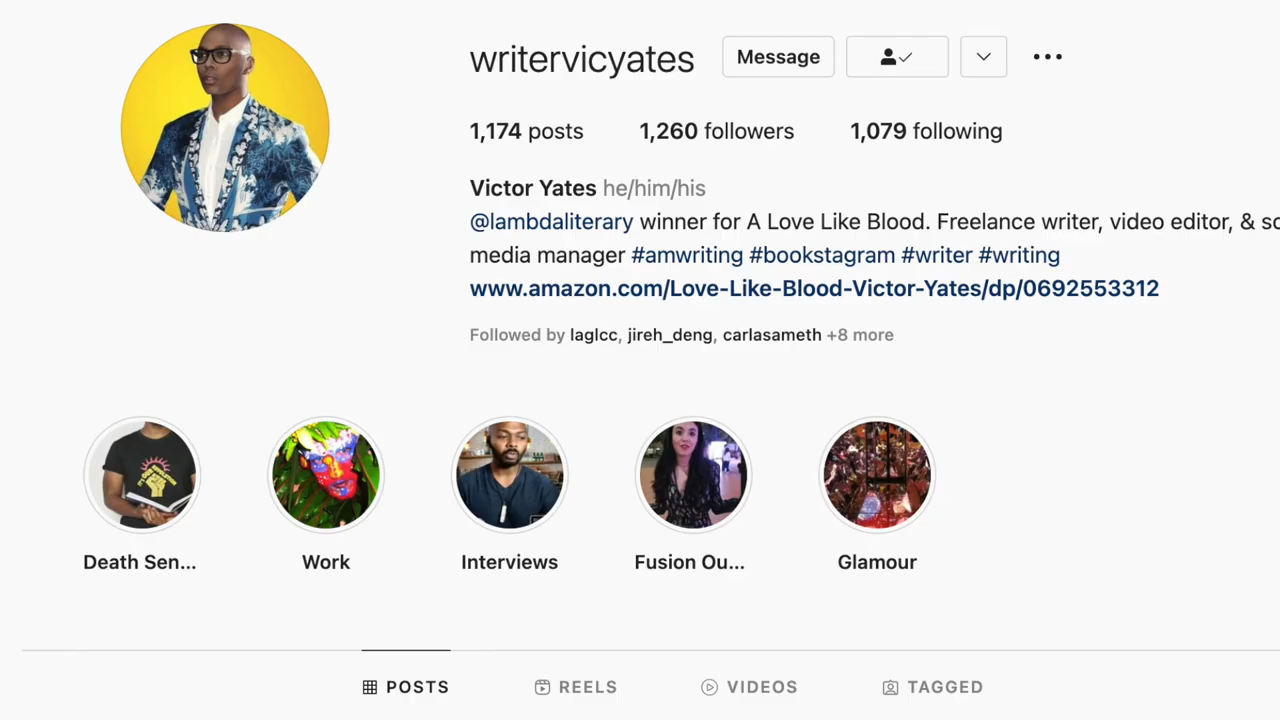 writervicyates Message
1,174 posts 1,260 followers 1,079 following
Victor Yates he/him/his
@lambdaliterary winner for A Love Like Blood. Freelance writer, video editor, &
media manager #amwriting #bookstagram #writer #writing
www.amazon.com/Love-Like-Blood-Victor-Yates/dp/0692553312
Followed by laglcc, jireh_deng, carlasameth +8 more
Death Sen... Work Interviews Fusion Ou... Glamour
POSTS REELS VIDEOS TAGGED